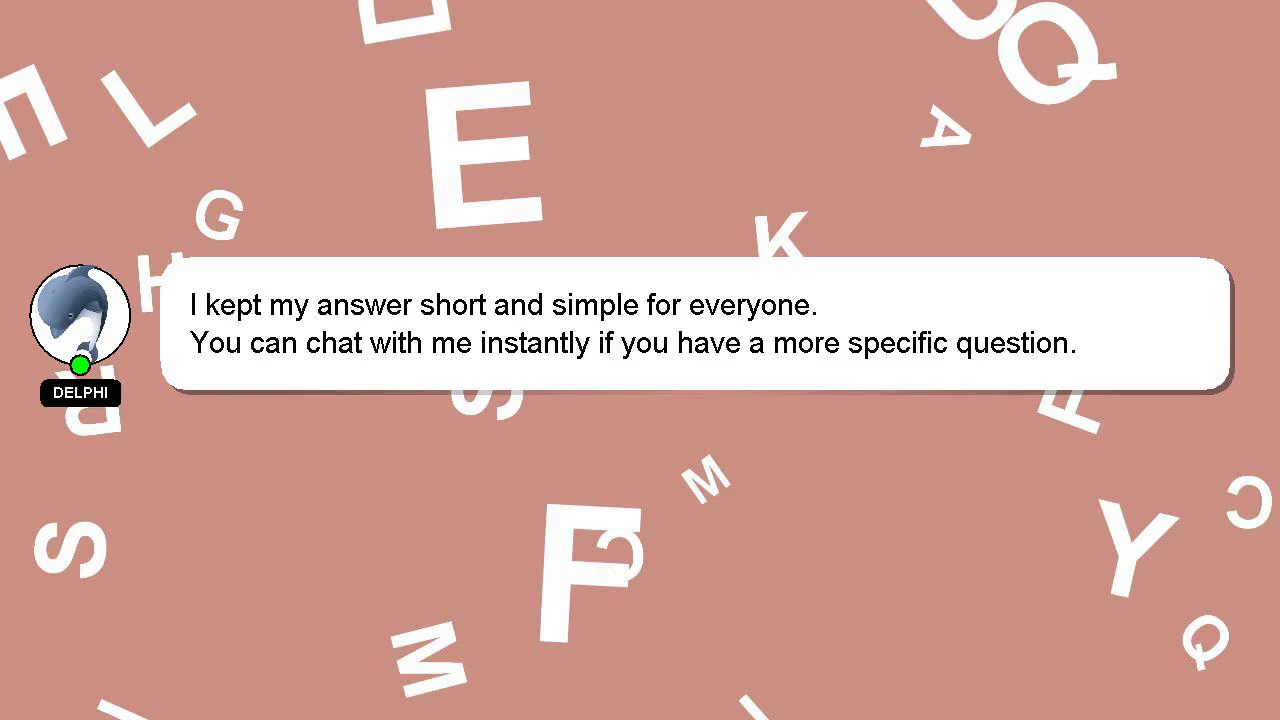 I kept my answer short and simple for everyone.
You can chat with me instantly if you have a more specific question.
DELPHI
E
L
G
H
E
Q
A
K
R
S
F
M
S
F
G
M
Y
C
Q